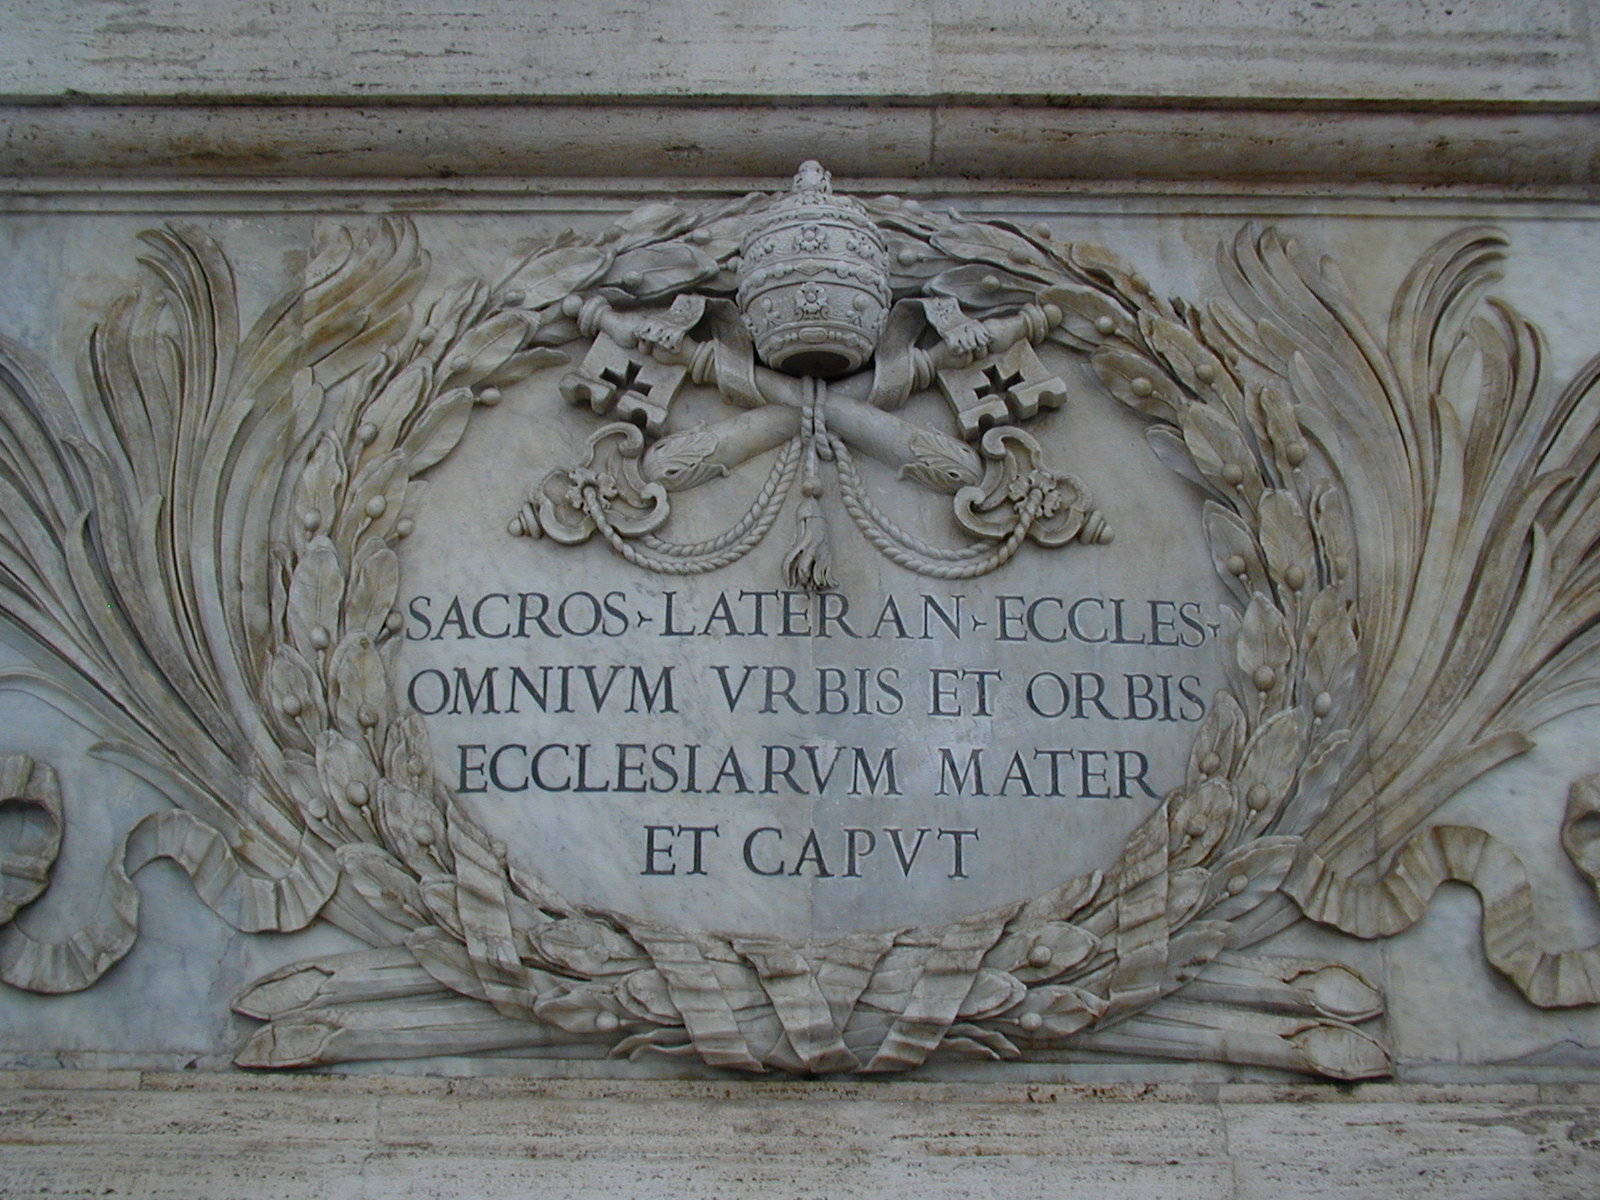 SACROS · LATERAN · ECCLES ·
OMNIVM VRBIS ET ORBIS
ECCLESIARVM MATER
ET CAPVT